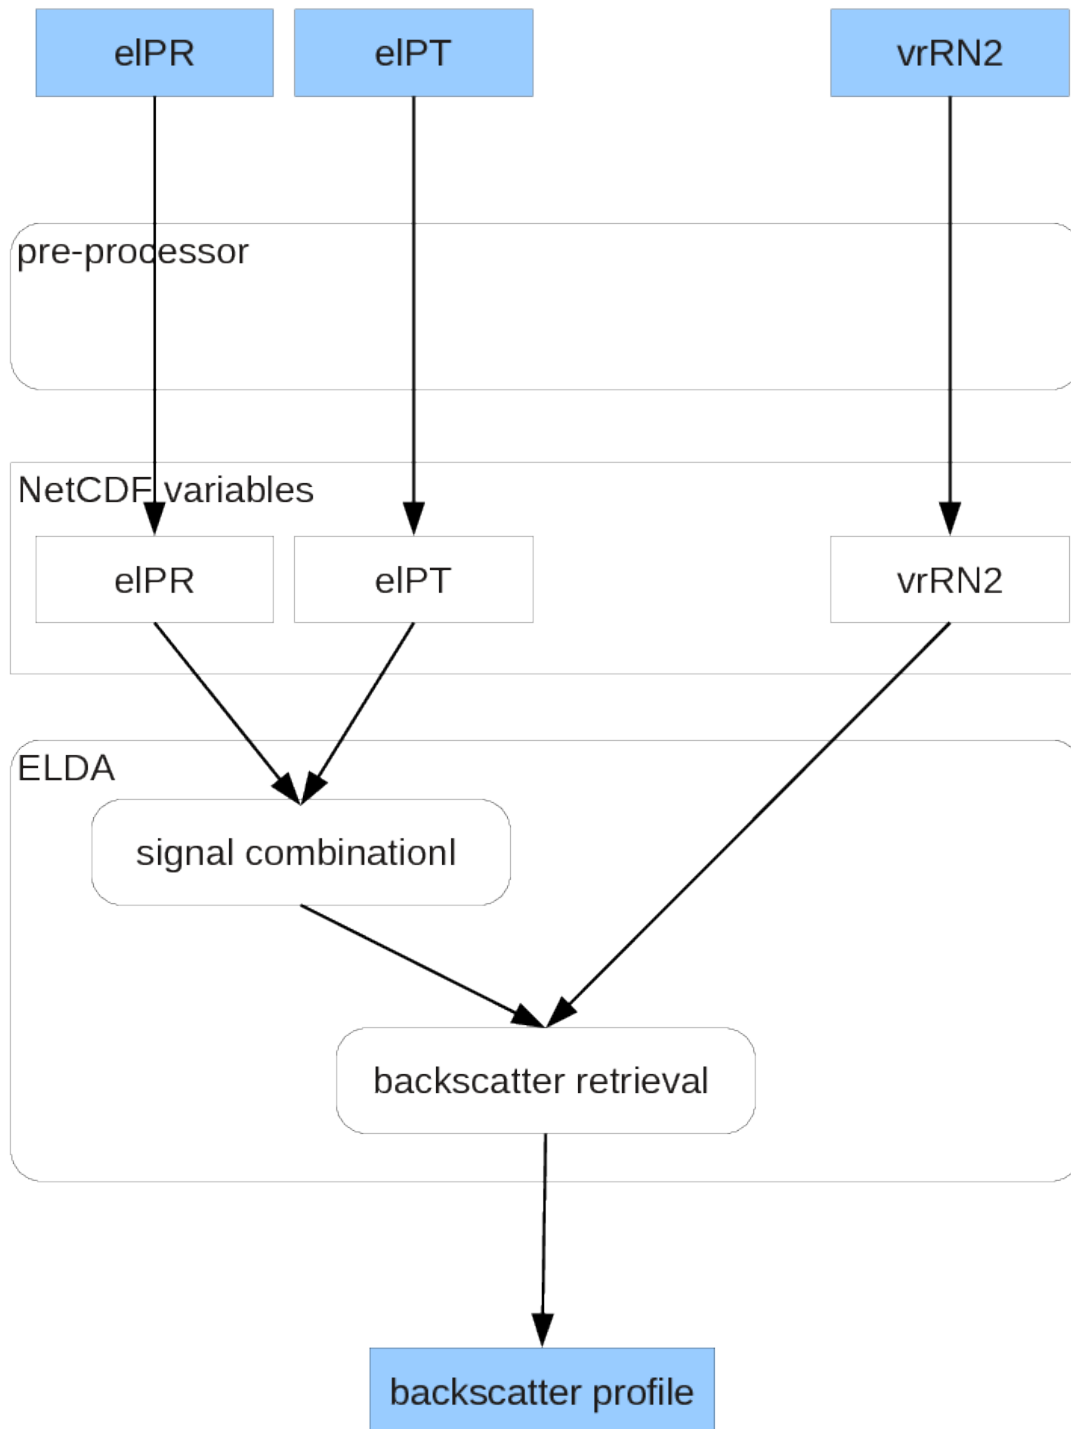 elPR
elPT
vrRN2
pre-processor
NetCDF variables
elPR
elPT
vrRN2
ELDA
signal combinationl
backscatter retrieval
backscatter profile